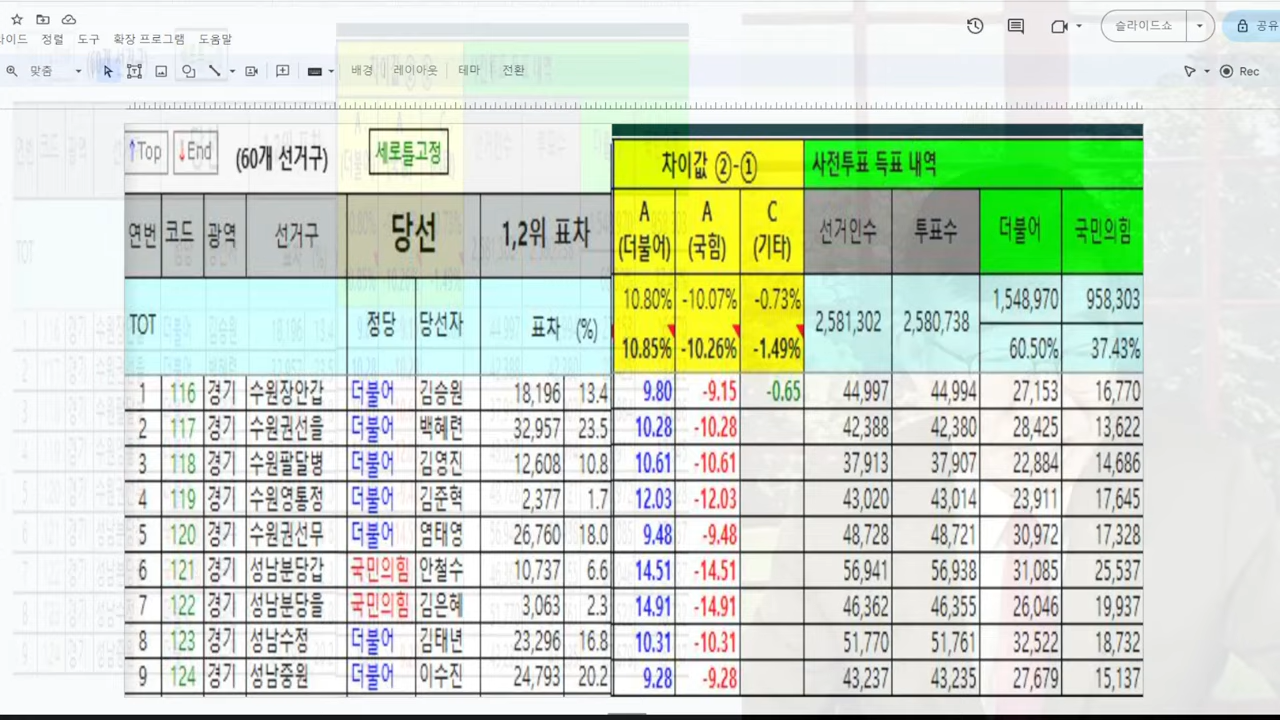 라이드 정렬 도구 확장 프로그램 도움말
슬라이드쇼 공유
맞춤 배경 레이아웃 테마 전환 Rec
↑Top ↓End (60개 선거구) 세로틀고정 차이값 ②-① 사전투표 득표 내역
연번 코드 광역 선거구 당선 1,2위 표차 A (더불어) A (국힘) C (기타) 선거인수 투표수 더불어 국민의힘
TOT 정당 당선자 표차 (%) 10.80% -10.07% -0.73% 2,581,302 2,580,738 1,548,970 958,303
10.85% -10.26% -1.49% 60.50% 37.43%
1 116 경기 수원장안갑 더불어 김승원 18,196 13.4 9.80 -9.15 -0.65 44,997 44,994 27,153 16,770
2 117 경기 수원권선을 더불어 백혜련 32,957 23.5 10.28 -10.28 42,388 42,380 28,425 13,622
3 118 경기 수원팔달병 더불어 김영진 12,608 10.8 10.61 -10.61 37,913 37,907 22,884 14,686
4 119 경기 수원영통정 더불어 김준혁 2,377 1.7 12.03 -12.03 43,020 43,014 23,911 17,645
5 120 경기 수원권선무 더불어 염태영 26,760 18.0 9.48 -9.48 48,728 48,721 30,972 17,328
6 121 경기 성남분당갑 국민의힘 안철수 10,737 6.6 14.51 -14.51 56,941 56,938 31,085 25,537
7 122 경기 성남분당을 국민의힘 김은혜 3,063 2.3 14.91 -14.91 46,362 46,355 26,046 19,937
8 123 경기 성남수정 더불어 김태년 23,296 16.8 10.31 -10.31 51,770 51,761 32,522 18,732
9 124 경기 성남중원 더불어 이수진 24,793 20.2 9.28 -9.28 43,237 43,235 27,679 15,137